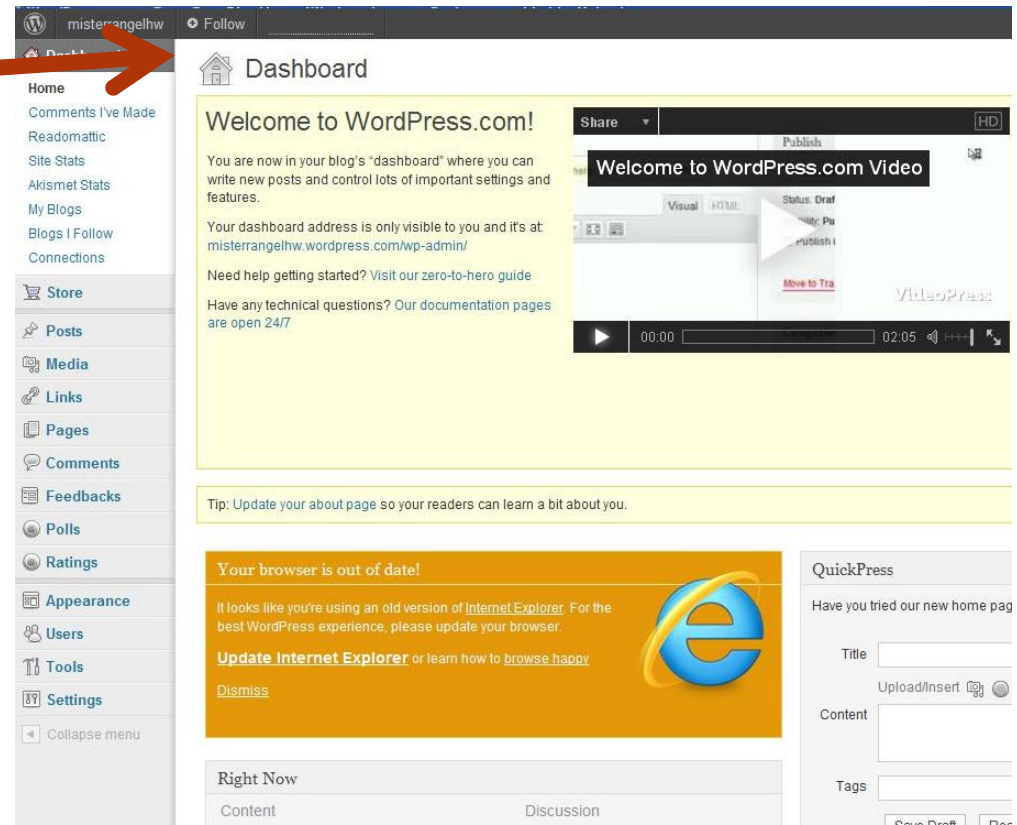 misterrangelhw Follow
Dashboard
Home
Comments I've Made
Readomattic
Site Stats
Akismet Stats
My Blogs
Blogs I Follow
Connections
Store
Posts
Media
Links
Pages
Comments
Feedbacks
Polls
Ratings
Appearance
Users
Tools
Settings
Collapse menu
Dashboard
Welcome to WordPress.com!
You are now in your blog's “dashboard” where you can
write new posts and control lots of important settings and
features.
Your dashboard address is only visible to you and it's at:
misterrangelhw.wordpress.com/wp-admin/
Need help getting started? Visit our zero-to-hero guide
Have any technical questions? Our documentation pages
are open 24/7
Share
HD
Publish
Welcome to WordPress.com Video
Visual HTML
Status: Draf
Pu
Publish
Move to Tra
VideoPress
00:00 02:05
Tip: Update your about page so your readers can learn a bit about you.
Your browser is out of date!
It looks like you're using an old version of Internet Explorer. For the
best WordPress experience, please update your browser.
Update Internet Explorer or learn how to browse happy
Dismiss
Right Now
Content Discussion
QuickPress
Have you tried our new home pag
Title
Upload/Insert
Content
Tags
Save Draft